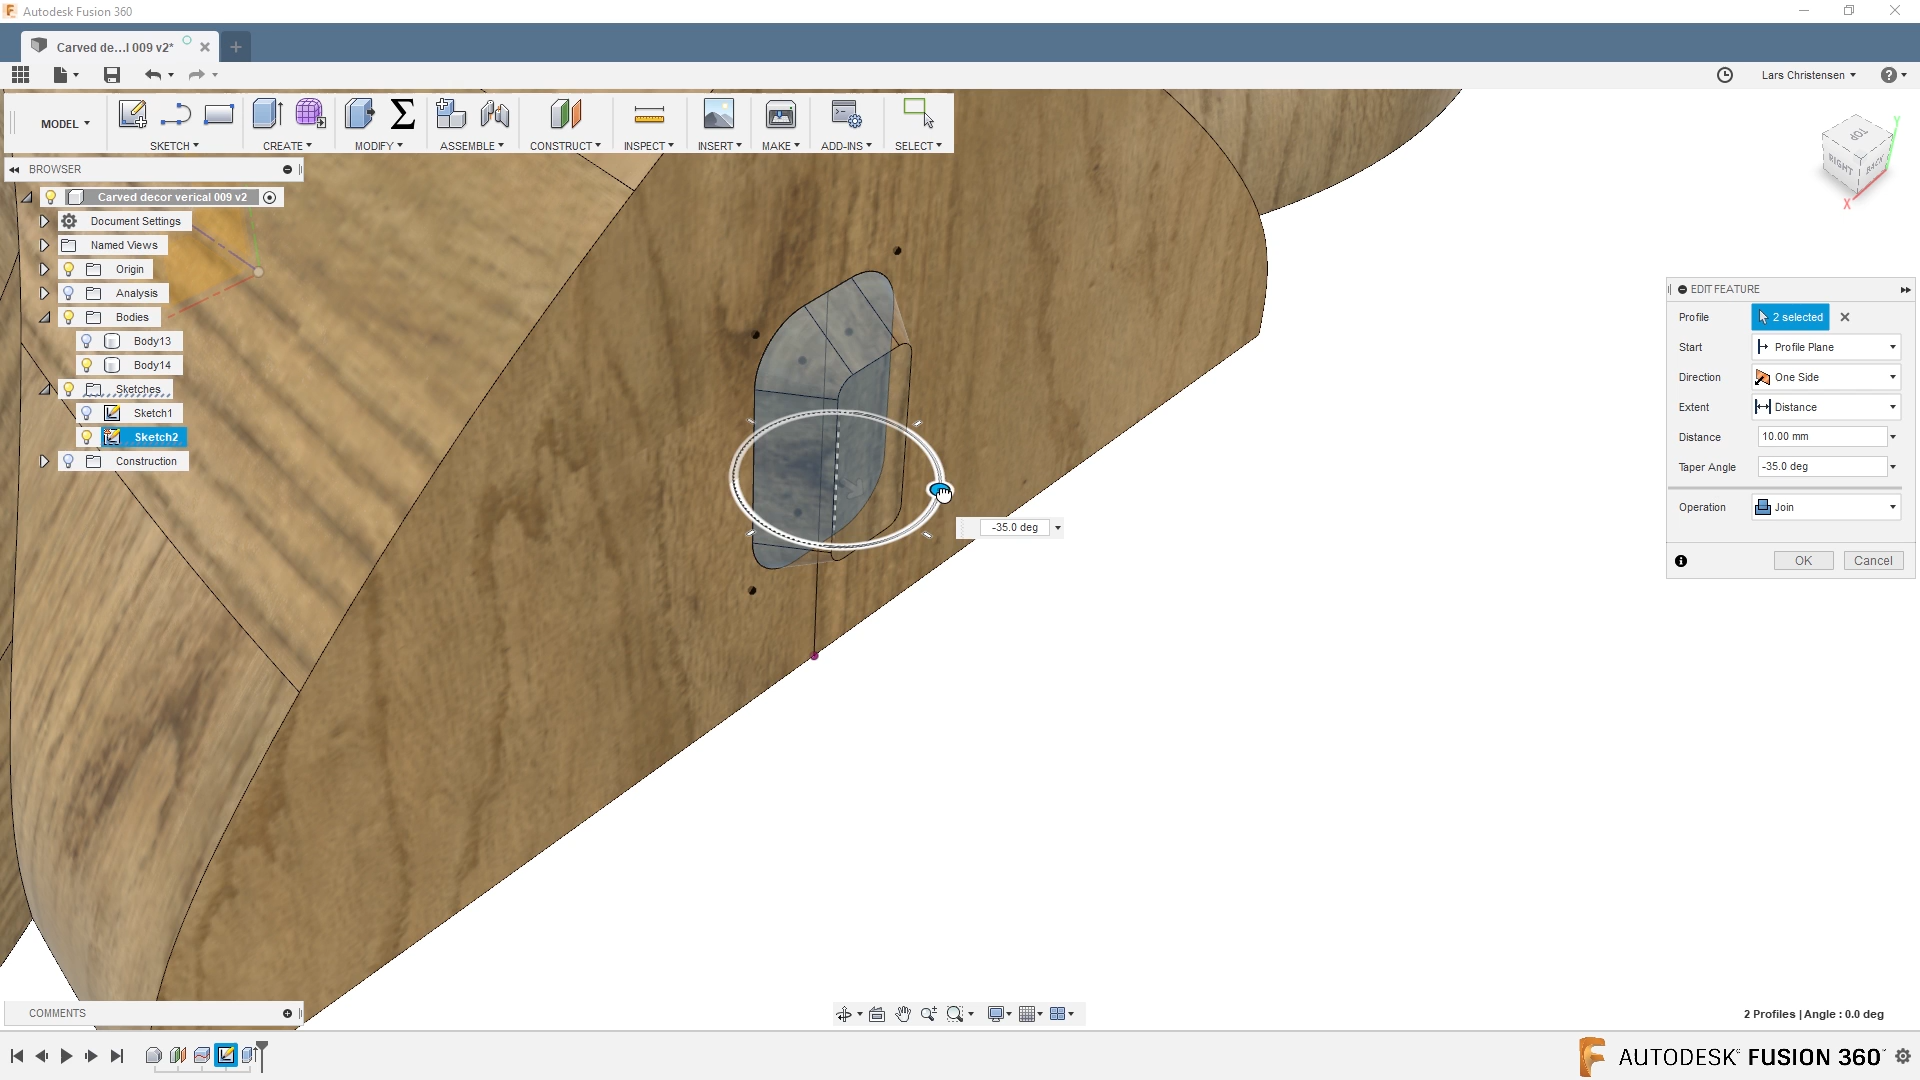 Autodesk Fusion 360
Carved de...l 009 v2*
Lars Christensen
MODEL
SKETCH
CREATE
MODIFY
ASSEMBLE
CONSTRUCT
INSPECT
INSERT
MAKE
ADD-INS
SELECT
BROWSER
Carved decor verical 009 v2
Document Settings
Named Views
Origin
Analysis
Bodies
Body13
Body14
Sketches
Sketch1
Sketch2
Construction
TOP
RIGHT
BACK
Y
X
EDIT FEATURE
Profile 2 selected
Start Profile Plane
Direction One Side
Extent Distance
Distance 10.00 mm
Taper Angle -35.0 deg
Operation Join
OK Cancel
-35.0 deg
COMMENTS
2 Profiles | Angle : 0.0 deg
AUTODESK FUSION 360